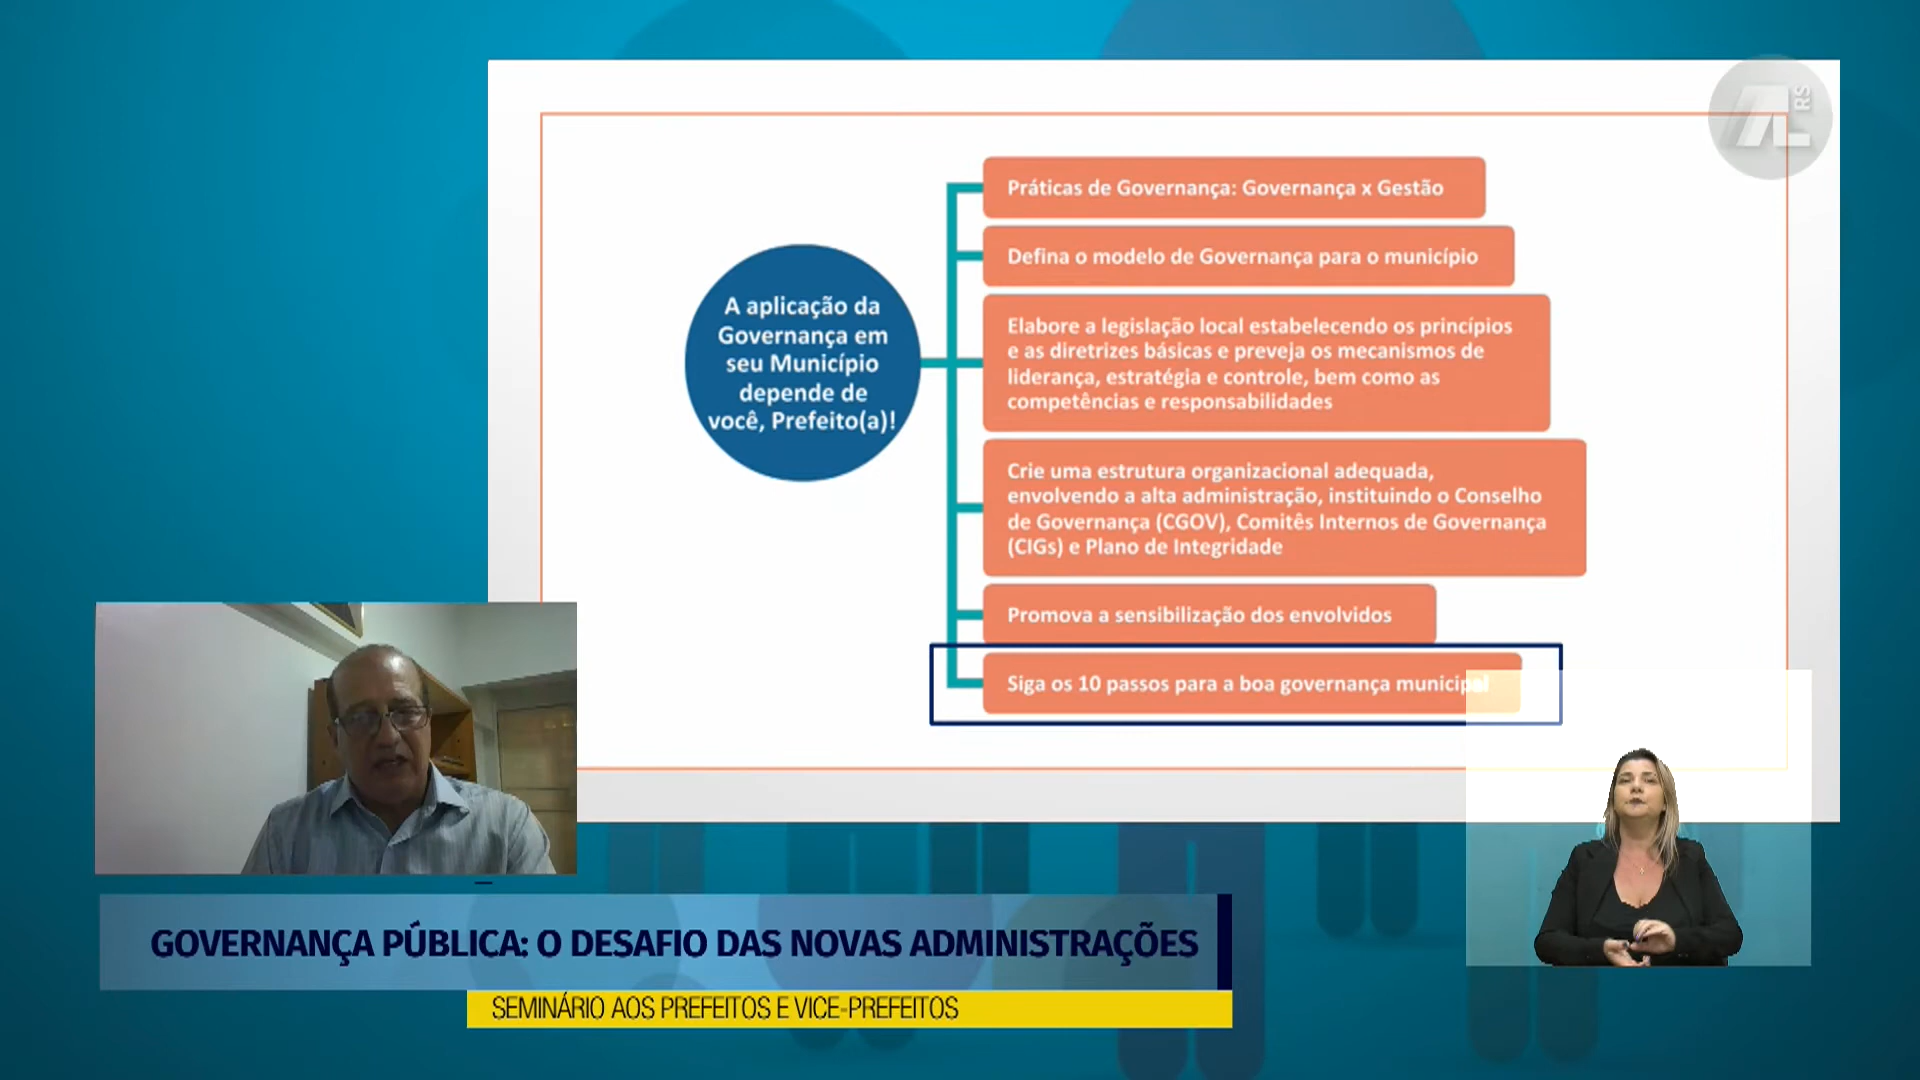 RS
Práticas de Governança: Governança x Gestão
Defina o modelo de Governança para o município
A aplicação da
Governança em
seu Município
depende de
você, Prefeito(a)!
Elabore a legislação local estabelecendo os princípios
e as diretrizes básicas e preveja os mecanismos de
liderança, estratégia e controle, bem como as
competências e responsabilidades
Crie uma estrutura organizacional adequada,
envolvendo a alta administração, instituindo o Conselho
de Governança (CGOV), Comitês Internos de Governança
(CIGs) e Plano de Integridade
Promova a sensibilização dos envolvidos
Siga os 10 passos para a boa governança municipal
GOVERNANÇA PÚBLICA: O DESAFIO DAS NOVAS ADMINISTRAÇÕES
SEMINÁRIO AOS PREFEITOS E VICE-PREFEITOS